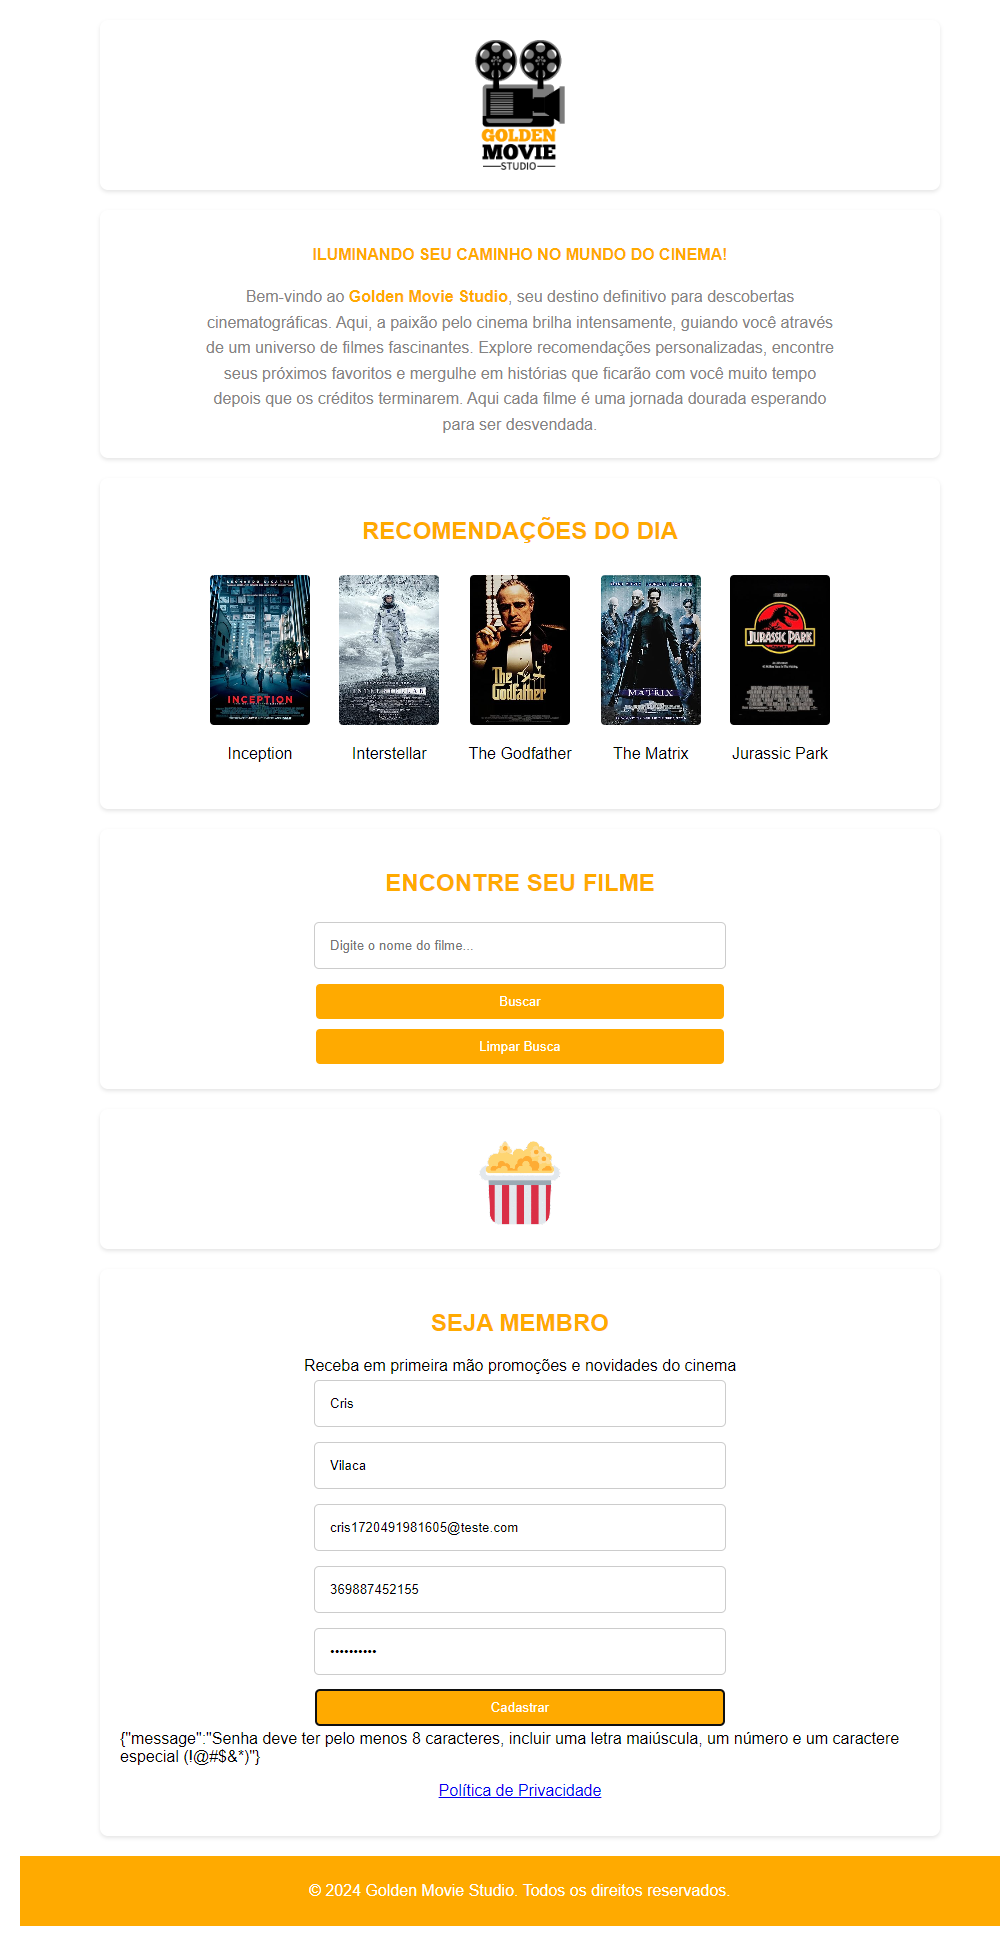 GOLDEN
MOVIE
STUDIO
ILUMINANDO SEU CAMINHO NO MUNDO DO CINEMA!
Bem-vindo ao Golden Movie Studio, seu destino definitivo para descobertas
cinematográficas. Aqui, a paixão pelo cinema brilha intensamente, guiando você através
de um universo de filmes fascinantes. Explore recomendações personalizadas, encontre
seus próximos favoritos e mergulhe em histórias que ficarão com você muito tempo
depois que os créditos terminarem. Aqui cada filme é uma jornada dourada esperando
para ser desvendada.
RECOMENDAÇÕES DO DIA
INCEPTION
INTERSTELLAR
The Godfather
MATRIX
JURASSIC PARK
Inception
Interstellar
The Godfather
The Matrix
Jurassic Park
ENCONTRE SEU FILME
Digite o nome do filme...
Buscar
Limpar Busca
SEJA MEMBRO
Receba em primeira mão promoções e novidades do cinema
Cris
Vilaca
cris1720491981605@teste.com
369887452155
••••••••••
Cadastrar
{"message":"Senha deve ter pelo menos 8 caracteres, incluir uma letra maiúscula, um número e um caractere
especial (!@#$&*)"}
Política de Privacidade
© 2024 Golden Movie Studio. Todos os direitos reservados.